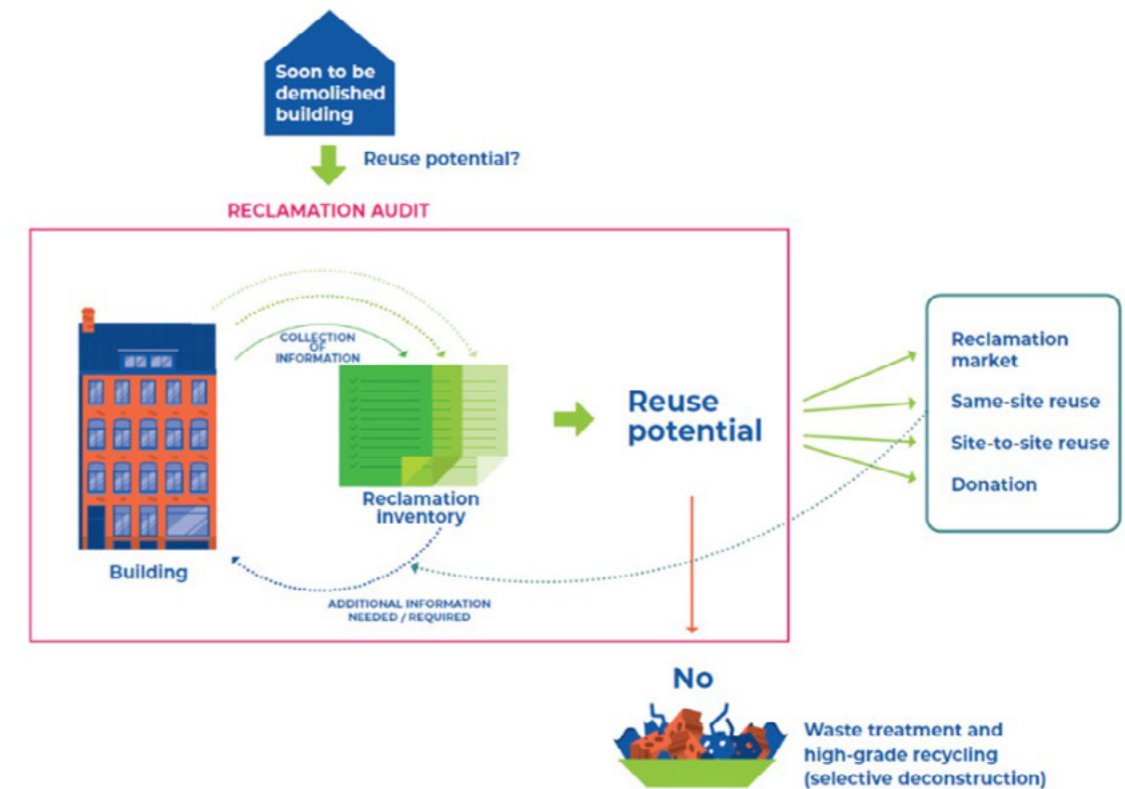 Soon to be
demolished
building
Reuse potential?
RECLAMATION AUDIT
COLLECTION
OF
INFORMATION
Reclamation
inventory
Building
ADDITIONAL INFORMATION
NEEDED / REQUIRED
Reuse
potential
Reclamation
market
Same-site reuse
Site-to-site reuse
Donation
No
Waste treatment and
high-grade recycling
(selective deconstruction)